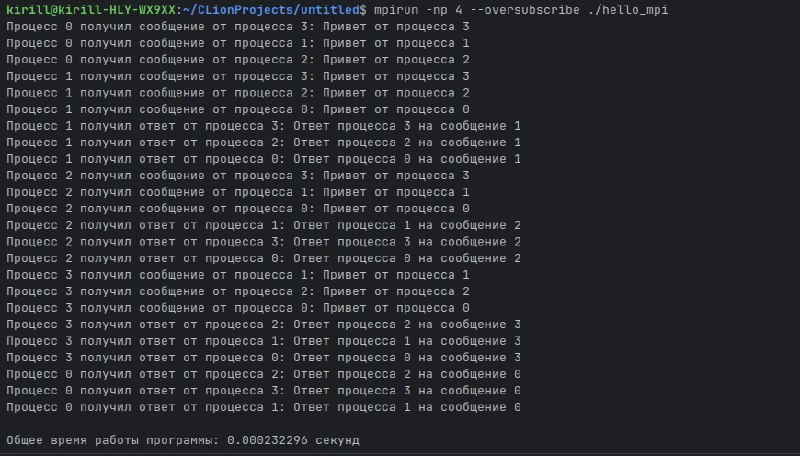 kirill@kirill-HLY-WX9XX:~/CLionProjects/untitled$ mpirun -np 4 --oversubscribe ./hello_mpi
Процесс 0 получил сообщение от процесса 3: Привет от процесса 3
Процесс 0 получил сообщение от процесса 1: Привет от процесса 1
Процесс 0 получил сообщение от процесса 2: Привет от процесса 2
Процесс 1 получил сообщение от процесса 3: Привет от процесса 3
Процесс 1 получил сообщение от процесса 2: Привет от процесса 2
Процесс 1 получил сообщение от процесса 0: Привет от процесса 0
Процесс 1 получил ответ от процесса 3: Ответ процесса 3 на сообщение 1
Процесс 1 получил ответ от процесса 2: Ответ процесса 2 на сообщение 1
Процесс 1 получил ответ от процесса 0: Ответ процесса 0 на сообщение 1
Процесс 2 получил сообщение от процесса 3: Привет от процесса 3
Процесс 2 получил сообщение от процесса 1: Привет от процесса 1
Процесс 2 получил сообщение от процесса 0: Привет от процесса 0
Процесс 2 получил ответ от процесса 1: Ответ процесса 1 на сообщение 2
Процесс 2 получил ответ от процесса 3: Ответ процесса 3 на сообщение 2
Процесс 2 получил ответ от процесса 0: Ответ процесса 0 на сообщение 2
Процесс 3 получил сообщение от процесса 1: Привет от процесса 1
Процесс 3 получил сообщение от процесса 2: Привет от процесса 2
Процесс 3 получил сообщение от процесса 0: Привет от процесса 0
Процесс 3 получил ответ от процесса 2: Ответ процесса 2 на сообщение 3
Процесс 3 получил ответ от процесса 1: Ответ процесса 1 на сообщение 3
Процесс 3 получил ответ от процесса 0: Ответ процесса 0 на сообщение 3
Процесс 0 получил ответ от процесса 2: Ответ процесса 2 на сообщение 0
Процесс 0 получил ответ от процесса 3: Ответ процесса 3 на сообщение 0
Процесс 0 получил ответ от процесса 1: Ответ процесса 1 на сообщение 0
Общее время работы программы: 0.000232296 секунд